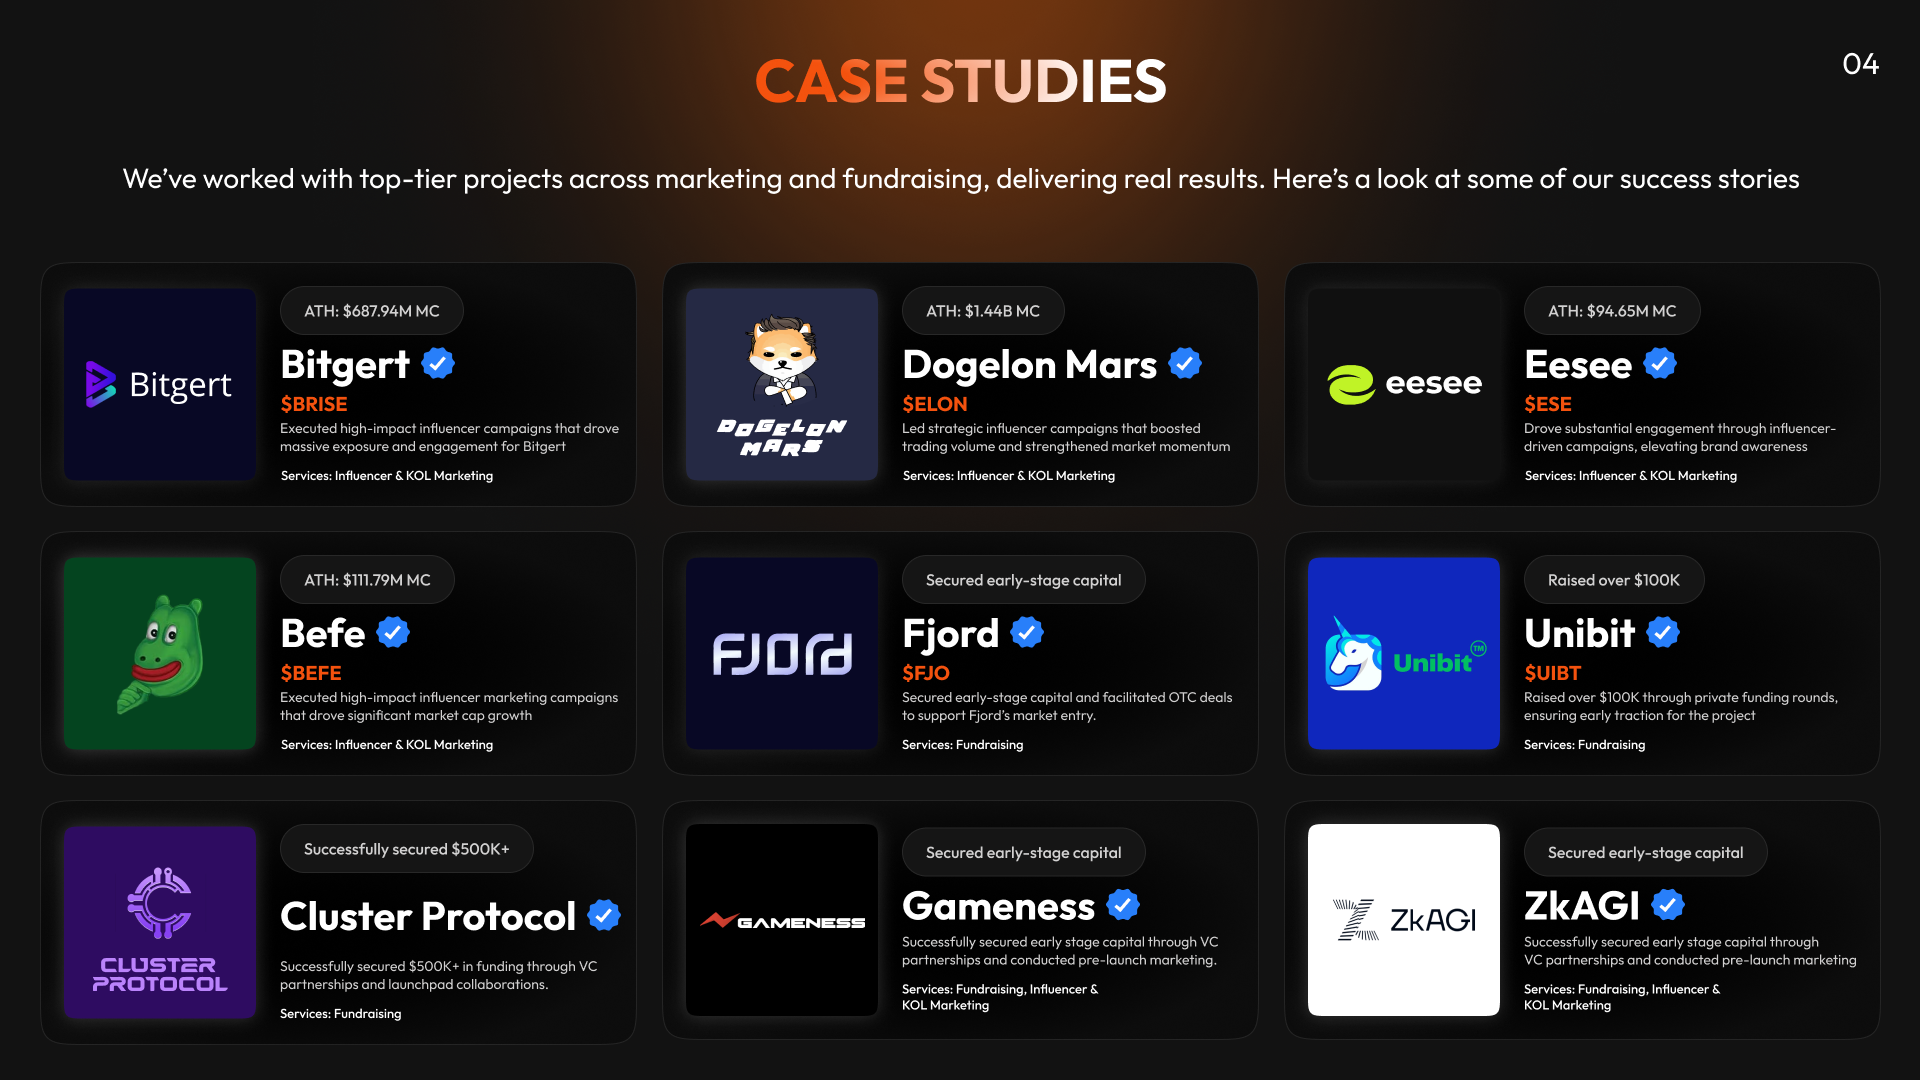 CASE STUDIES
04
We’ve worked with top-tier projects across marketing and fundraising, delivering real results. Here’s a look at some of our success stories
Bitgert
ATH: $687.94M MC
Bitgert
$BRISE
Executed high-impact influencer campaigns that drove
massive exposure and engagement for Bitgert
Services: Influencer & KOL Marketing
DOGELON
MARS
ATH: $1.44B MC
Dogelon Mars
$ELON
Led strategic influencer campaigns that boosted
trading volume and strengthened market momentum
Services: Influencer & KOL Marketing
eesee
ATH: $94.65M MC
Eesee
$ESE
Drove substantial engagement through influencer-
driven campaigns, elevating brand awareness
Services: Influencer & KOL Marketing
ATH: $111.79M MC
Befe
$BEFE
Executed high-impact influencer marketing campaigns
that drove significant market cap growth
Services: Influencer & KOL Marketing
FJORD
Secured early-stage capital
Fjord
$FJO
Secured early-stage capital and facilitated OTC deals
to support Fjord’s market entry.
Services: Fundraising
Unibit TM
Raised over $100K
Unibit
$UIBT
Raised over $100K through private funding rounds,
ensuring early traction for the project
Services: Fundraising
CLUSTER
PROTOCOL
Successfully secured $500K+
Cluster Protocol
Successfully secured $500K+ in funding through VC
partnerships and launchpad collaborations.
Services: Fundraising
GAMENESS
Secured early-stage capital
Gameness
Successfully secured early stage capital through VC
partnerships and conducted pre-launch marketing.
Services: Fundraising, Influencer &
KOL Marketing
ZkAGI
Secured early-stage capital
ZkAGI
Successfully secured early stage capital through
VC partnerships and conducted pre-launch marketing
Services: Fundraising, Influencer &
KOL Marketing